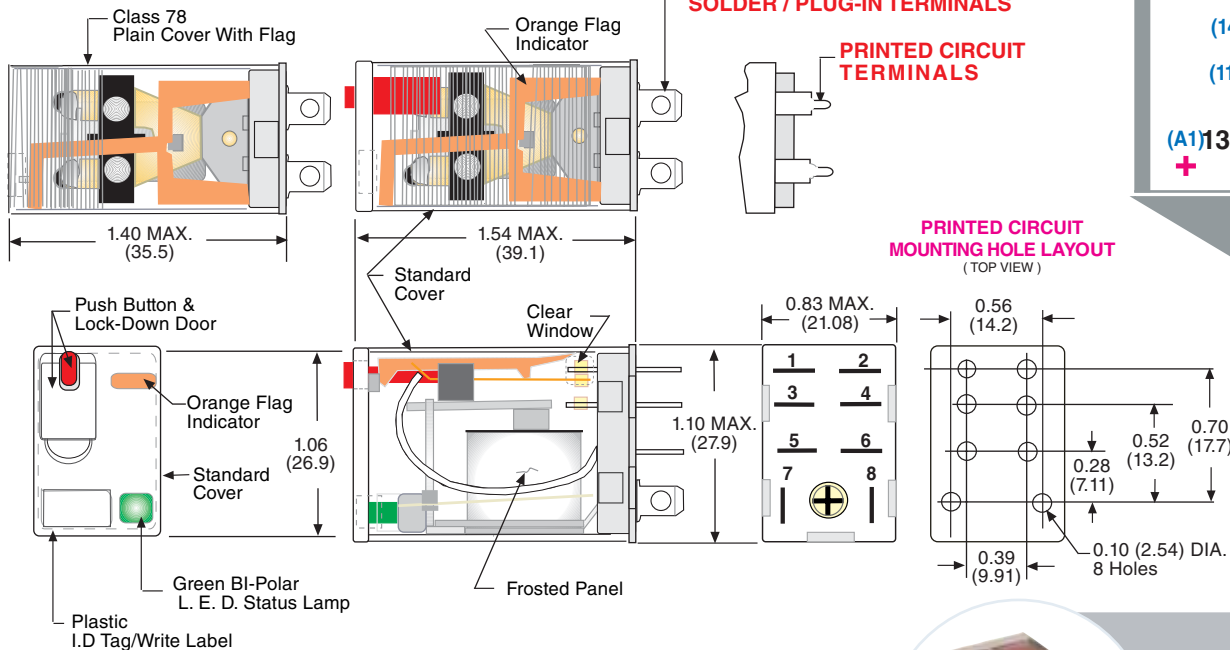 SOLDER / PLUG-IN TERMINALS
Class 78
Plain Cover With Flag
Orange Flag
Indicator
PRINTED CIRCUIT
TERMINALS
(A1)13
+
1.40 MAX.
(35.5)
1.54 MAX.
(39.1)
Standard
Cover
PRINTED CIRCUIT
MOUNTING HOLE LAYOUT
( TOP VIEW )
Push Button &
Lock-Down Door
Orange Flag
Indicator
Standard
Cover
1.06
(26.9)
Green BI-Polar
L. E. D. Status Lamp
Plastic
I.D Tag/Write Label
Clear
Window
Frosted Panel
1.10 MAX.
(27.9)
0.83 MAX.
(21.08)
1 2
3 4
5 6
7 8
0.56
(14.2)
0.70
(17.7)
0.52
(13.2)
0.28
(7.11)
0.39
(9.91)
0.10 (2.54) DIA.
8 Holes